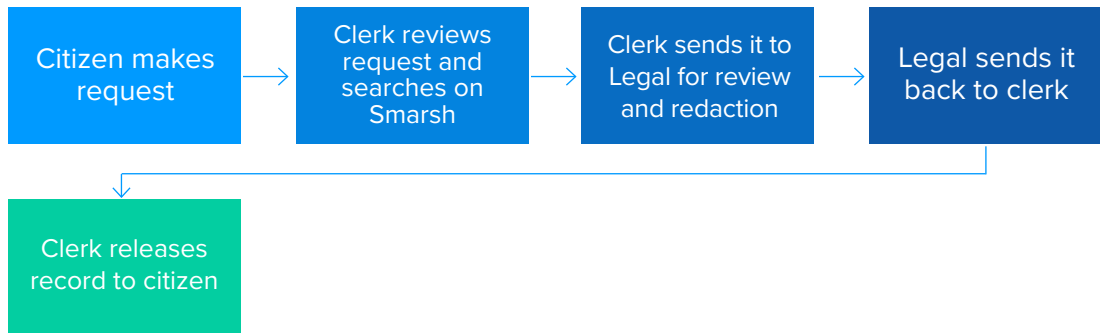 Citizen makes
request
Clerk reviews
request and
searches on
Smarsh
Clerk sends it to
Legal for review
and redaction
Legal sends it
back to clerk
Clerk releases
record to citizen